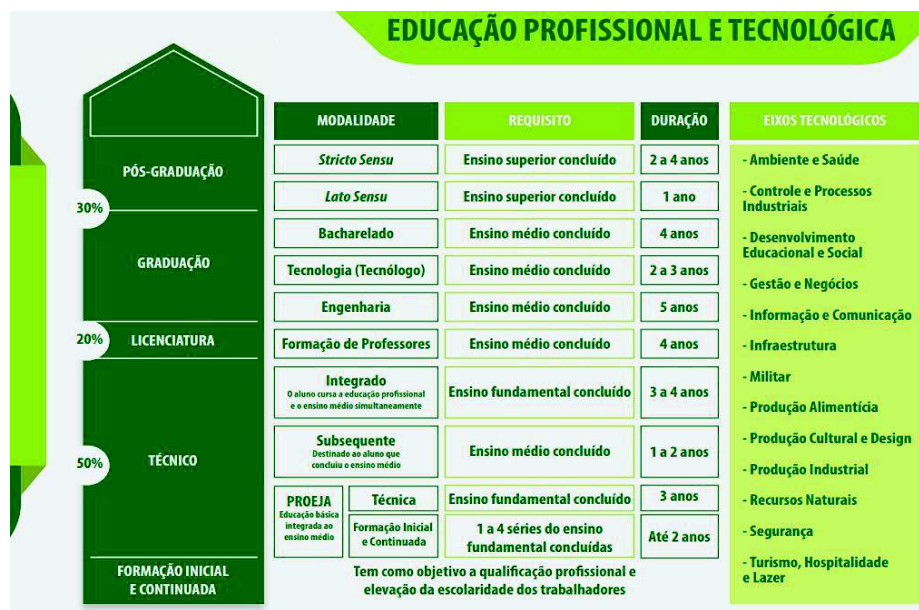 EDUCAÇÃO PROFISSIONAL E TECNOLÓGICA
MODALIDADE
REQUISITO
DURAÇÃO
EIXOS TECNOLÓGICOS
PÓS-GRADUAÇÃO
Stricto Sensu
Ensino superior concluído
2 a 4 anos
Lato Sensu
Ensino superior concluído
1 ano
30%
GRADUAÇÃO
Bacharelado
Ensino médio concluído
4 anos
Tecnologia (Tecnólogo)
Ensino médio concluído
2 a 3 anos
Engenharia
Ensino médio concluído
5 anos
20%
LICENCIATURA
Formação de Professores
Ensino médio concluído
4 anos
50%
TÉCNICO
Integrado
O aluno cursa a educação profissional
e o ensino médio simultaneamente
Ensino fundamental concluído
3 a 4 anos
Subsequente
Destinado ao aluno que
concluiu o ensino médio
Ensino médio concluído
1 a 2 anos
PROEJA
Educação básica
integrada ao
ensino médio
Técnica
Ensino fundamental concluído
3 anos
Formação Inicial
e Continuada
1 a 4 séries do ensino
fundamental concluídas
Até 2 anos
FORMAÇÃO INICIAL
E CONTINUADA
Tem como objetivo a qualificação profissional e
elevação da escolaridade dos trabalhadores
- Ambiente e Saúde
- Controle e Processos
Industriais
- Desenvolvimento
Educacional e Social
- Gestão e Negócios
- Informação e Comunicação
- Infraestrutura
- Militar
- Produção Alimentícia
- Produção Cultural e Design
- Produção Industrial
- Recursos Naturais
- Segurança
- Turismo, Hospitalidade
e Lazer